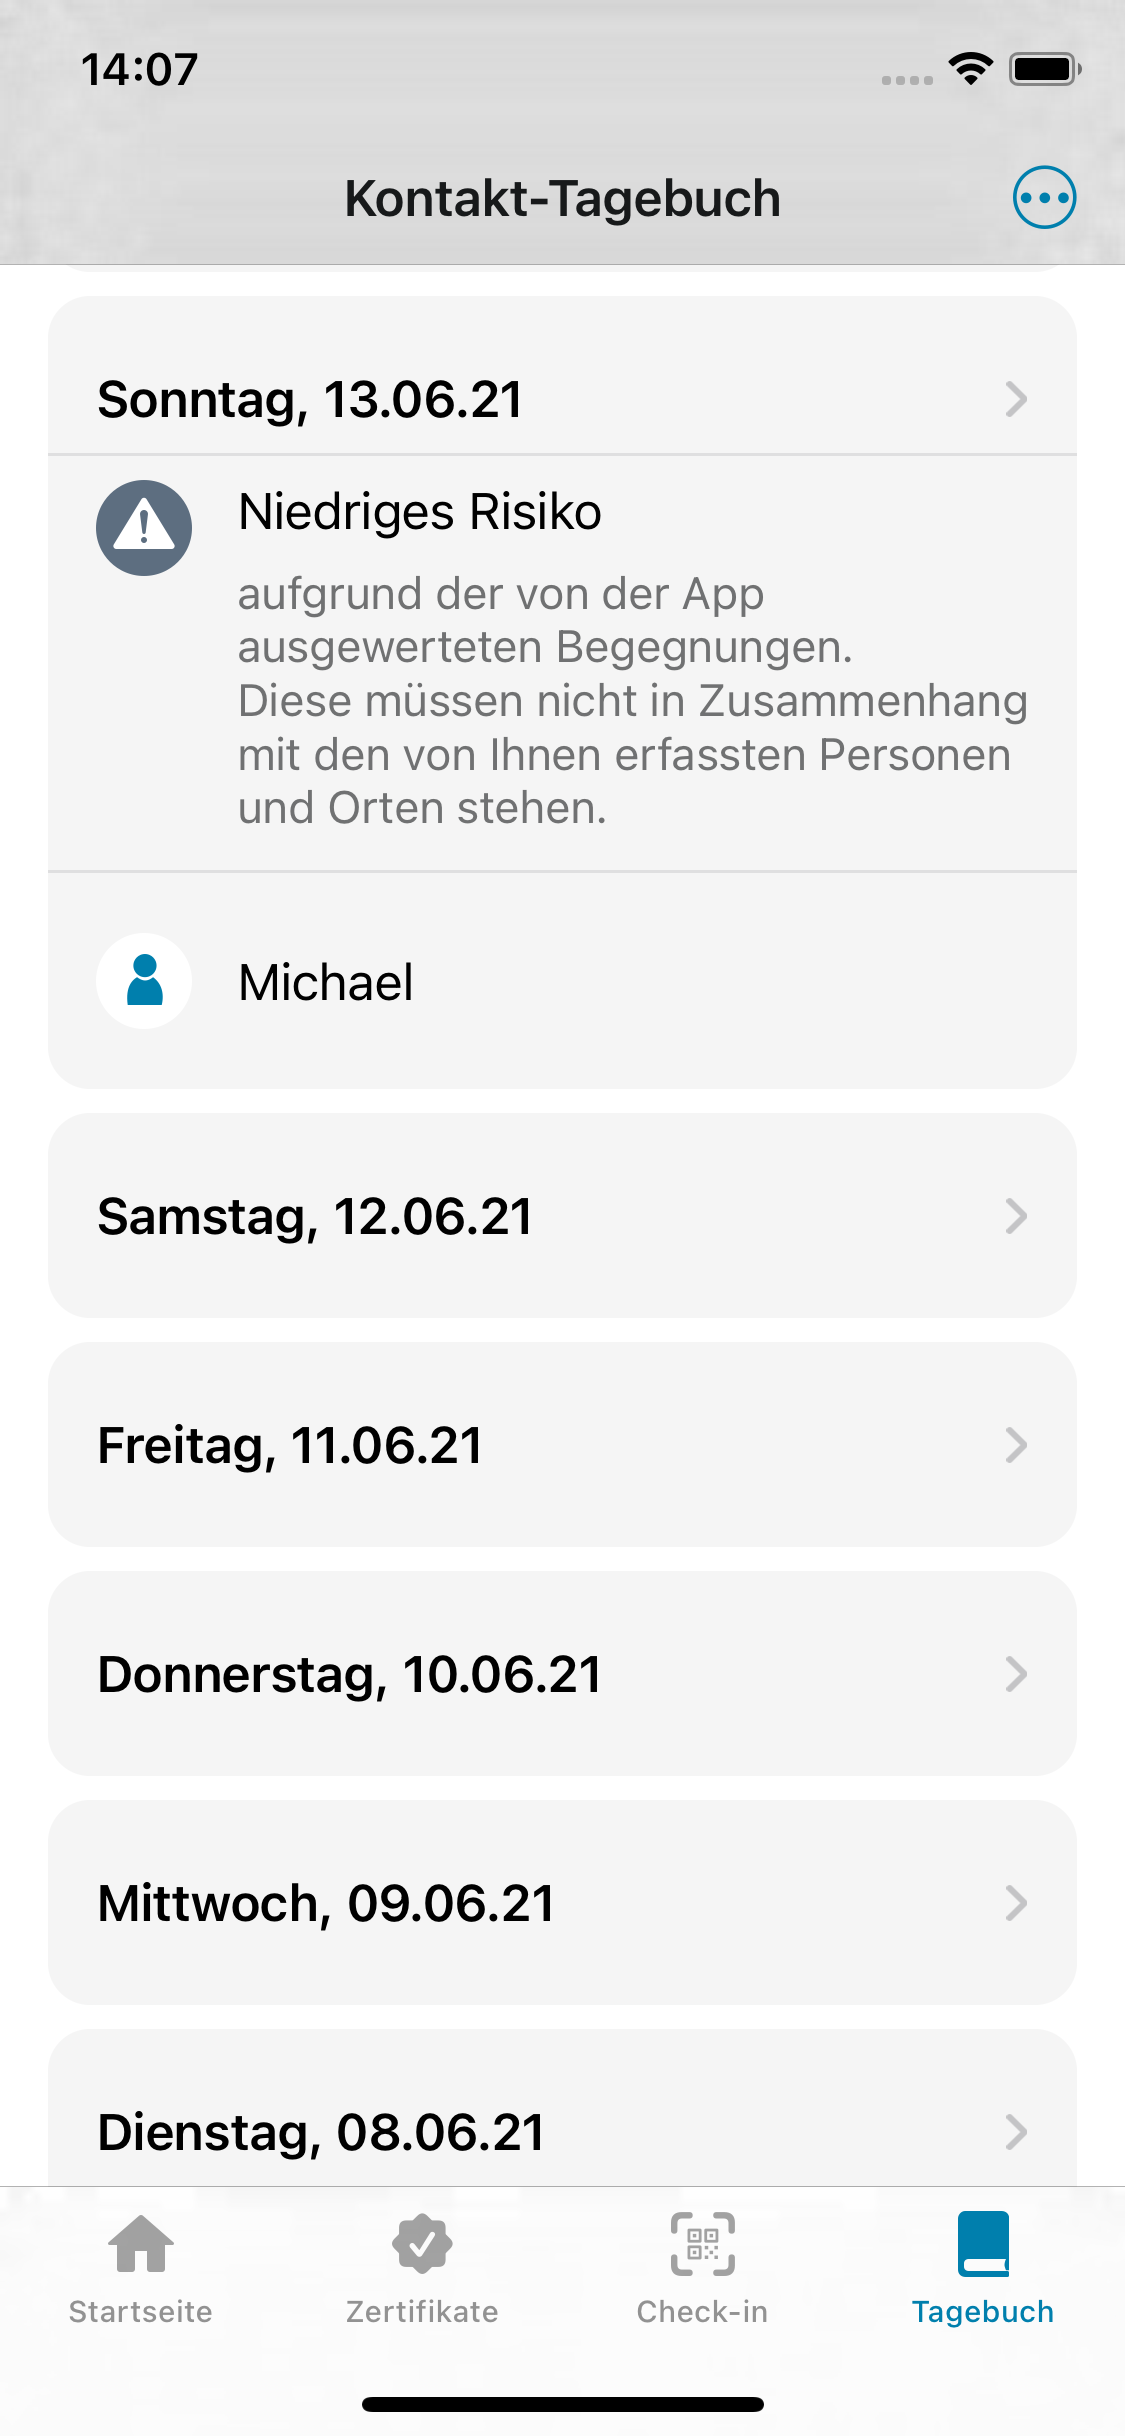 14:07
Kontakt-Tagebuch
Sonntag, 13.06.21
Niedriges Risiko
aufgrund der von der App
ausgewerteten Begegnungen.
Diese müssen nicht in Zusammenhang
mit den von Ihnen erfassten Personen
und Orten stehen.
Michael
Samstag, 12.06.21
Freitag, 11.06.21
Donnerstag, 10.06.21
Mittwoch, 09.06.21
Dienstag, 08.06.21
Startseite
Zertifikate
Check-in
Tagebuch